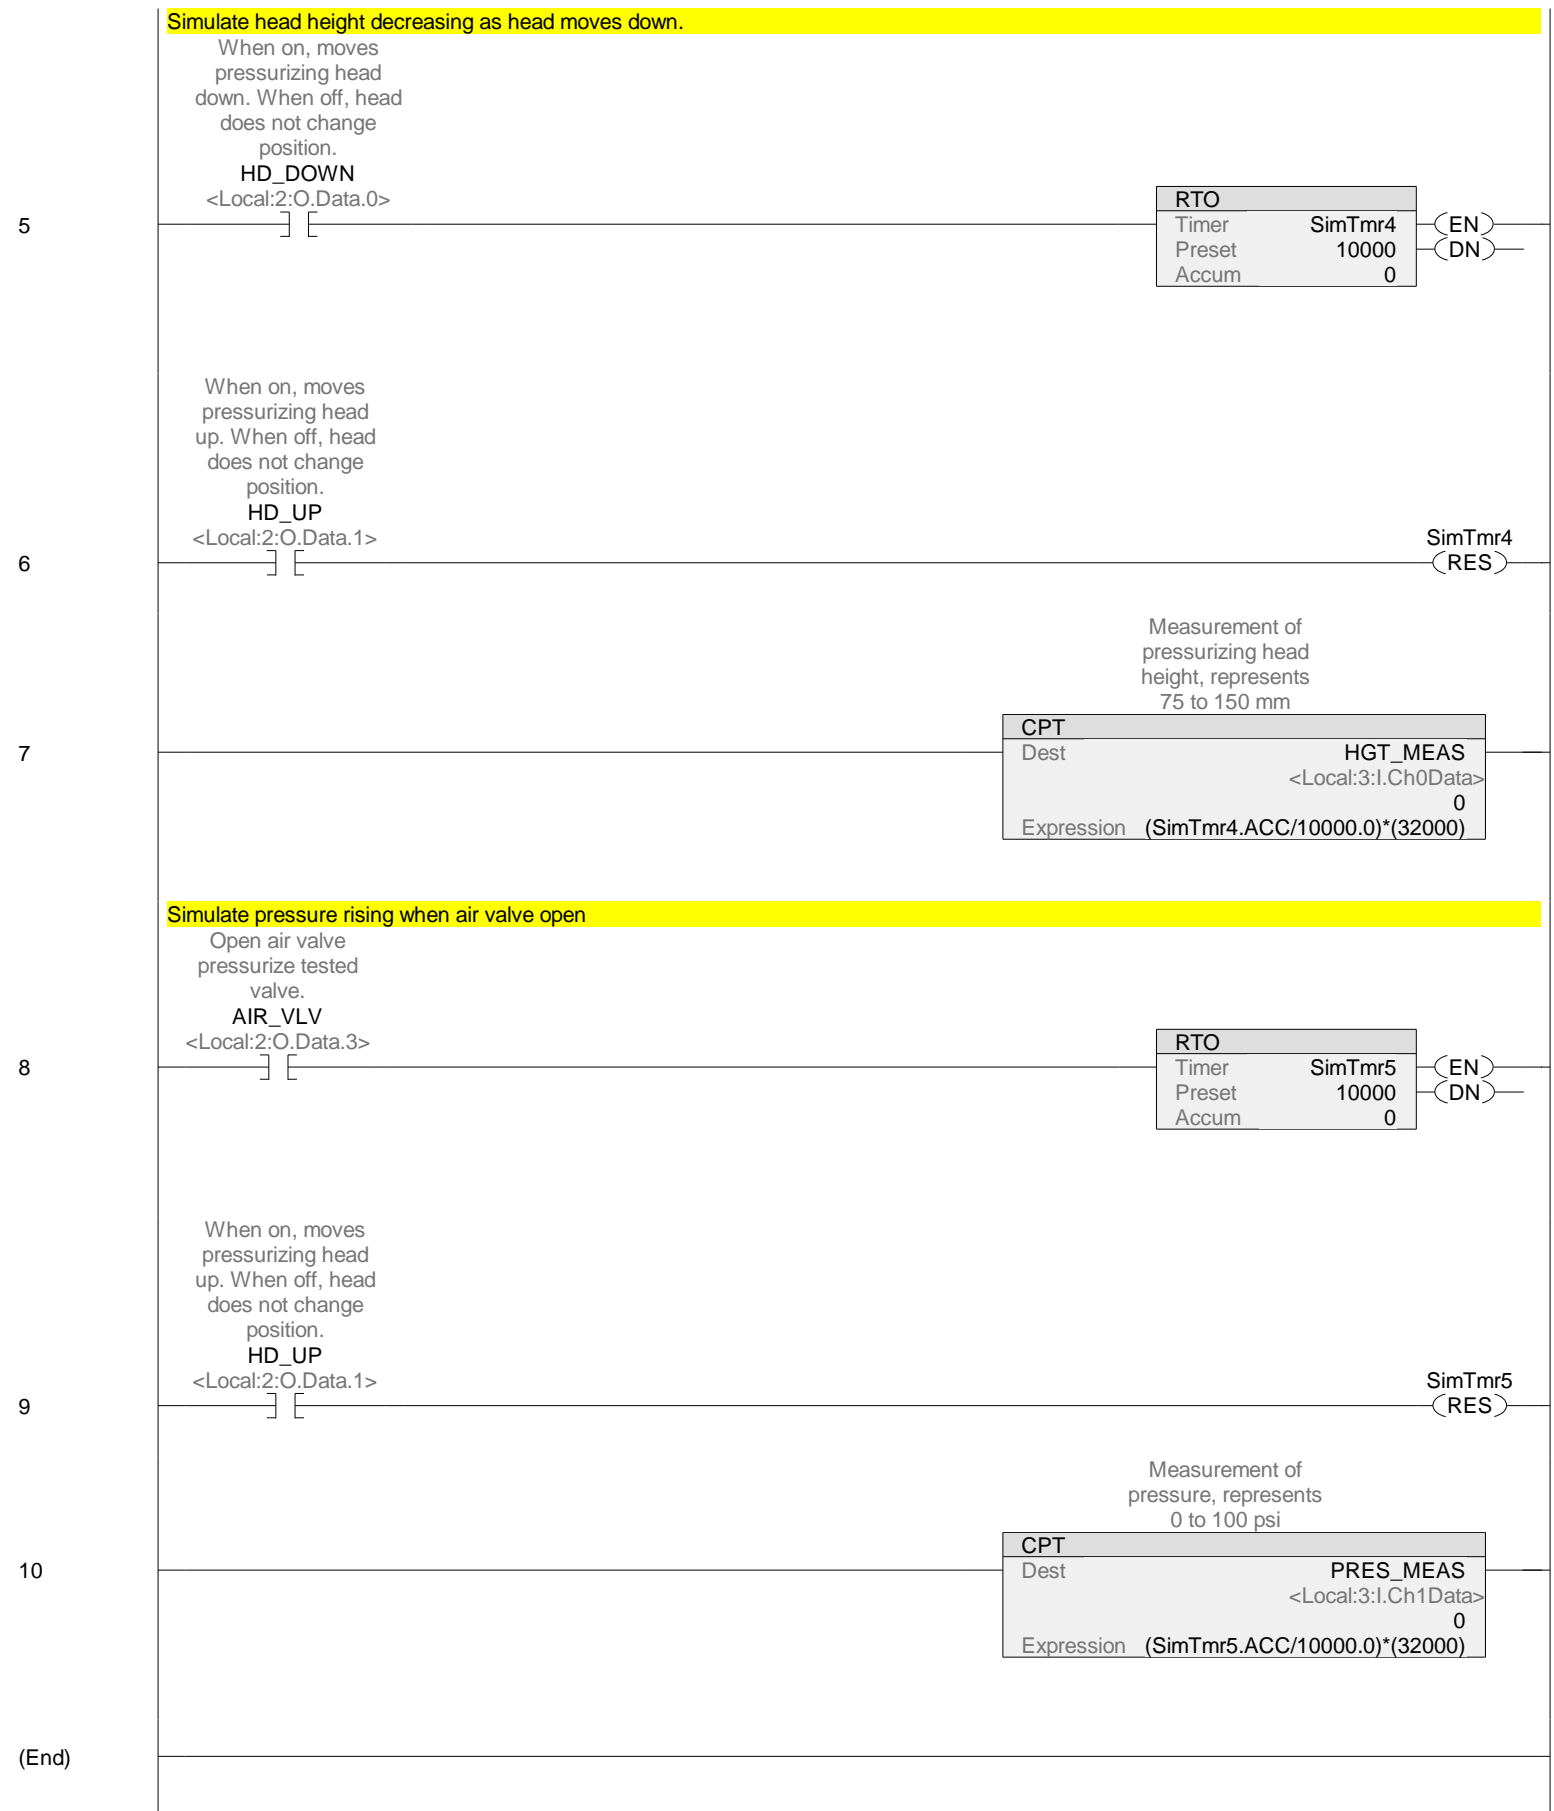 Simulate head height decreasing as head moves down.
When on, moves
pressurizing head
down. When off, head
does not change
position.
HD_DOWN
<Local:2:O.Data.0>
5
RTO
Timer SimTmr4
Preset 10000
Accum 0
EN
DN
When on, moves
pressurizing head
up. When off, head
does not change
position.
HD_UP
<Local:2:O.Data.1>
6
SimTmr4
RES
Measurement of
pressurizing head
height, represents
75 to 150 mm
7
CPT
Dest HGT_MEAS
<Local:3:I.Ch0Data>
0
Expression (SimTmr4.ACC/10000.0)*(32000)
Simulate pressure rising when air valve open
Open air valve
pressurize tested
valve.
AIR_VLV
<Local:2:O.Data.3>
8
RTO
Timer SimTmr5
Preset 10000
Accum 0
EN
DN
When on, moves
pressurizing head
up. When off, head
does not change
position.
HD_UP
<Local:2:O.Data.1>
9
SimTmr5
RES
Measurement of
pressure, represents
0 to 100 psi
10
CPT
Dest PRES_MEAS
<Local:3:I.Ch1Data>
0
Expression (SimTmr5.ACC/10000.0)*(32000)
(End)